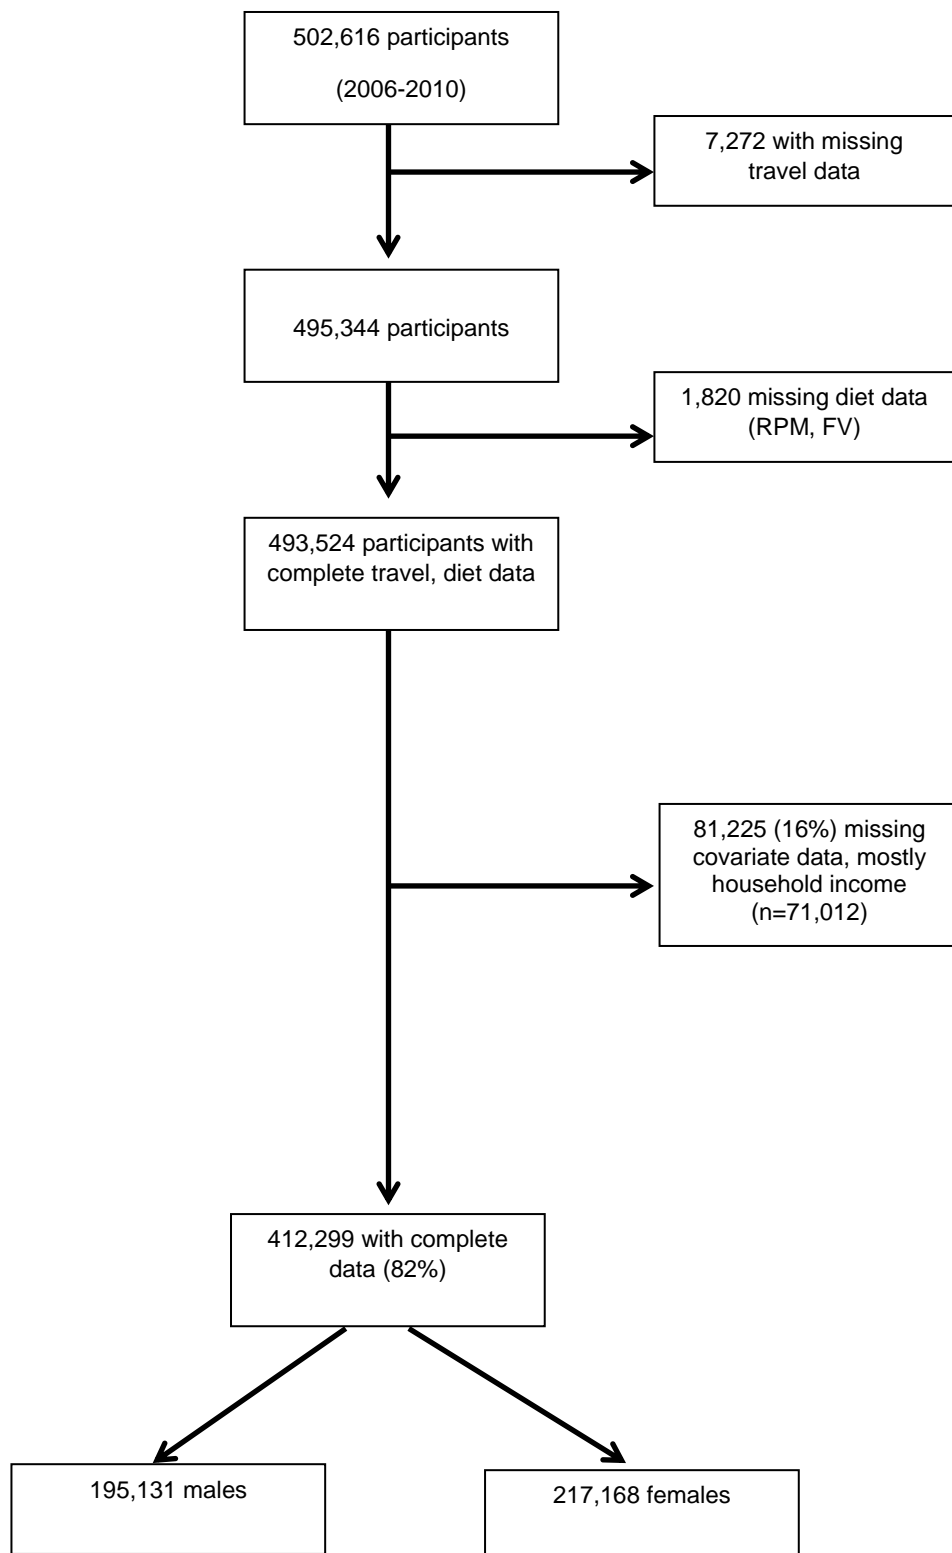 502,616 participants
(2006-2010)
7,272 with missing
travel data
495,344 participants
1,820 missing diet data
(RPM, FV)
493,524 participants with
complete travel, diet data
81,225 (16%) missing
covariate data, mostly
household income
(n=71,012)
412,299 with complete
data (82%)
195,131 males
217,168 females